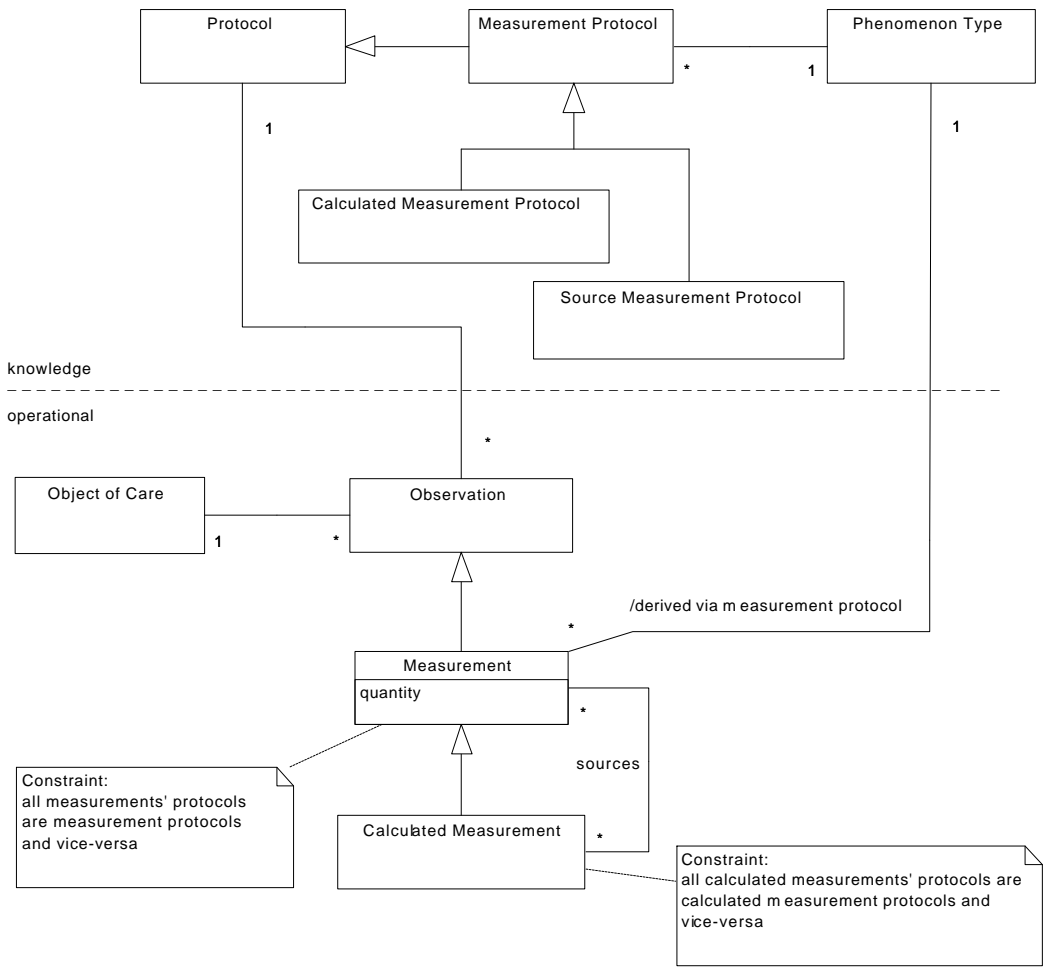 Protocol
Measurement Protocol
Phenomenon Type
*
1
1
1
Calculated Measurement Protocol
Source Measurement Protocol
knowledge
operational
*
Object of Care
Observation
1
*
/derived via measurement protocol
*
Measurement
quantity
*
sources
Constraint:
all measurements' protocols
are measurement protocols
and vice-versa
Calculated Measurement
*
Constraint:
all calculated measurements' protocols are
calculated measurement protocols and
vice-versa